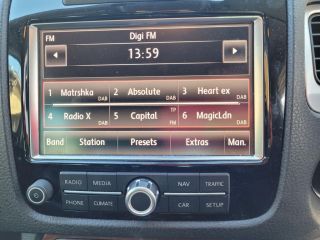 FM Digi FM
13:59
1 Matrshka DAB 2 Absolute DAB 3 Heart ex DAB
4 Radio X DAB 5 Capital TP FM 6 MagicLdn DAB
Band Station Presets Extras Man.
RADIO MEDIA NAV TRAFFIC
PHONE CLIMATE CAR SETUP